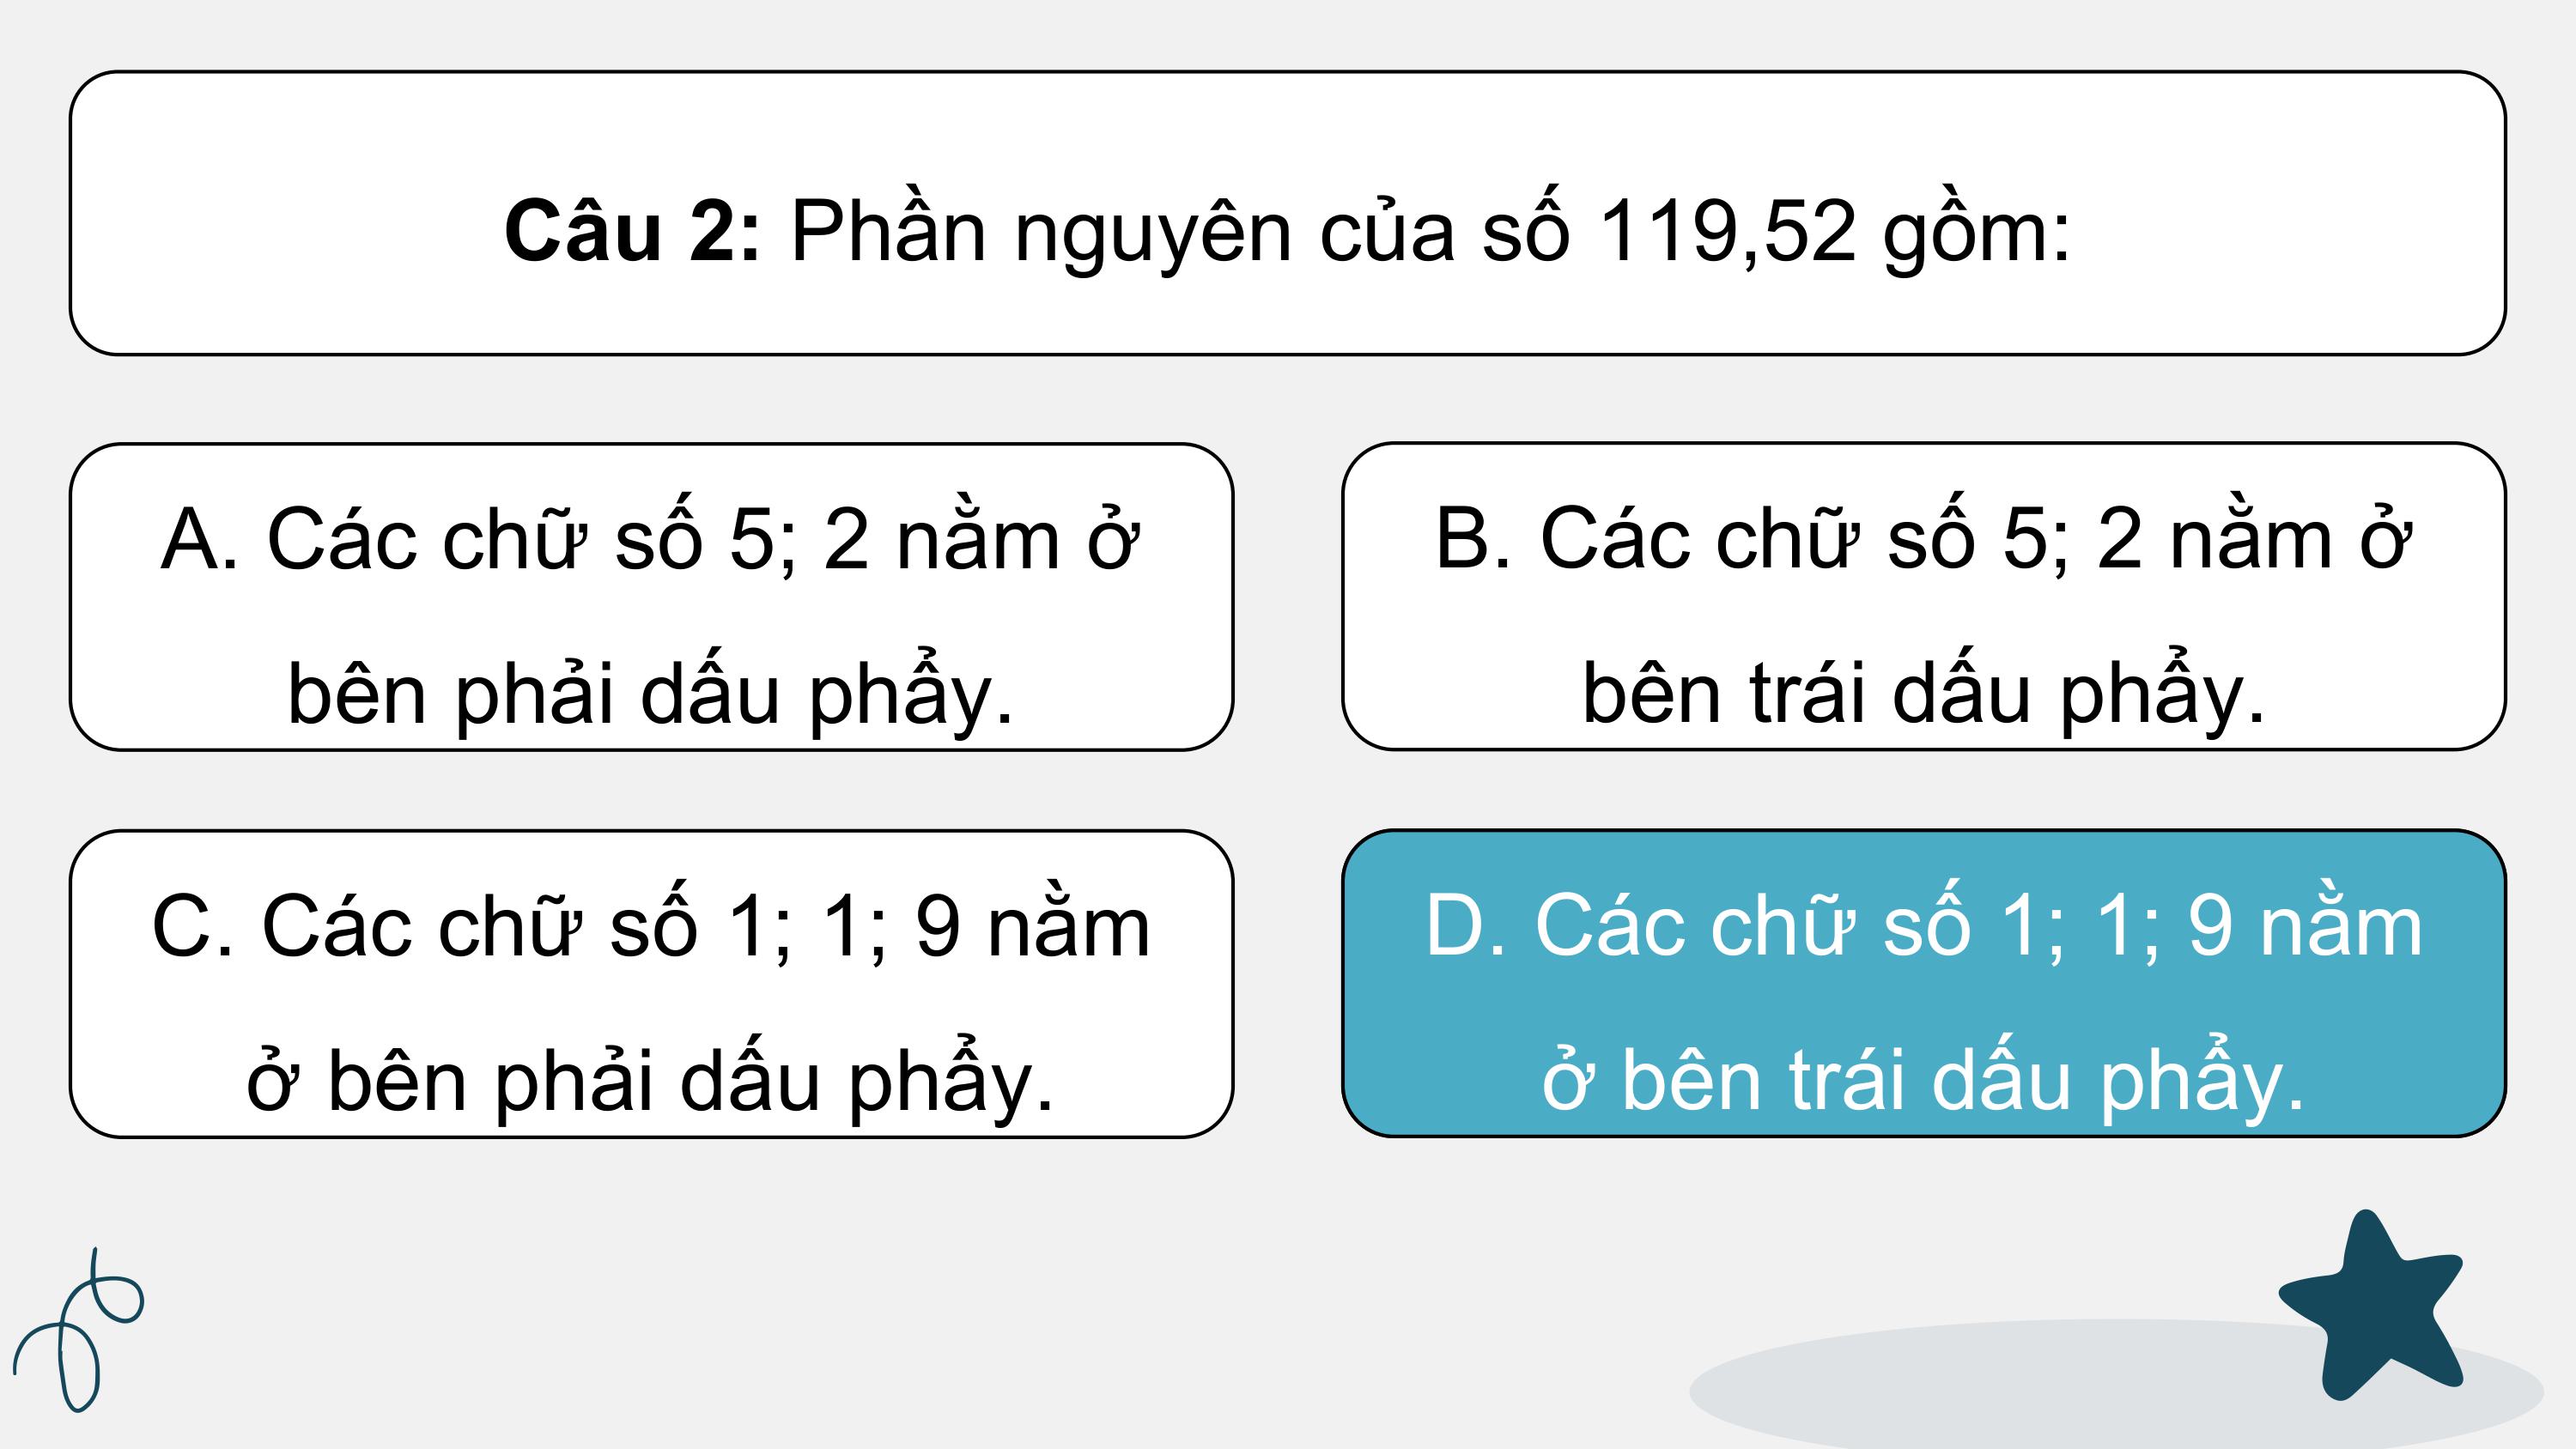 Câu 2: Phần nguyên của số 119,52 gồm:
A. Các chữ số 5; 2 nằm ở
bên phải dấu phẩy.
B. Các chữ số 5; 2 nằm ở
bên trái dấu phẩy.
C. Các chữ số 1; 1; 9 nằm
ở bên phải dấu phẩy.
D. Các chữ số 1; 1; 9 nằm
ở bên trái dấu phẩy.